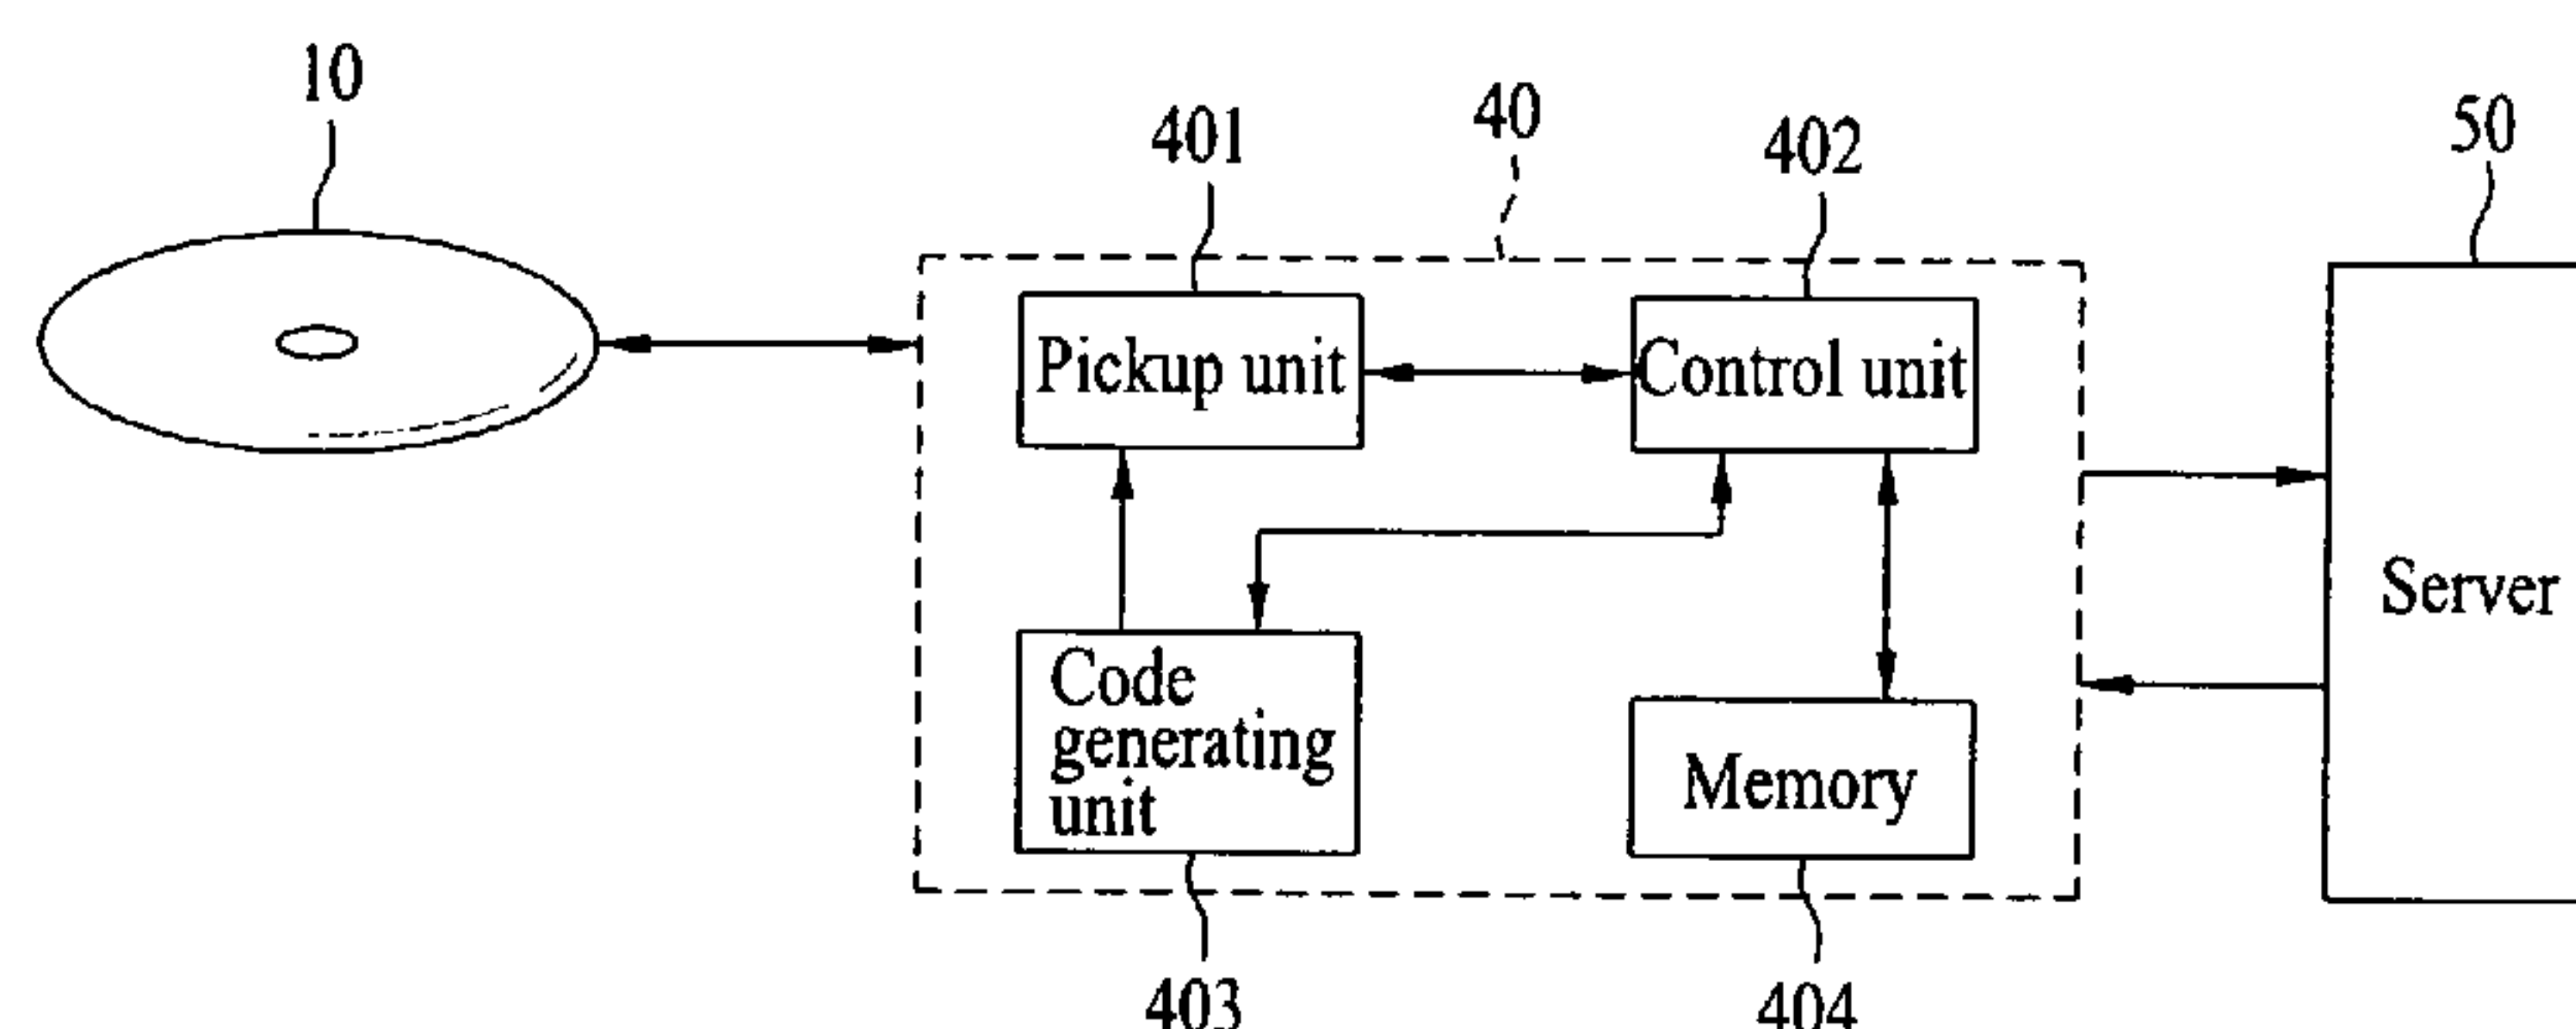 10
401
40
402
50
Pickup unit
Control unit
Server
Code
generating
unit
Memory
403
404